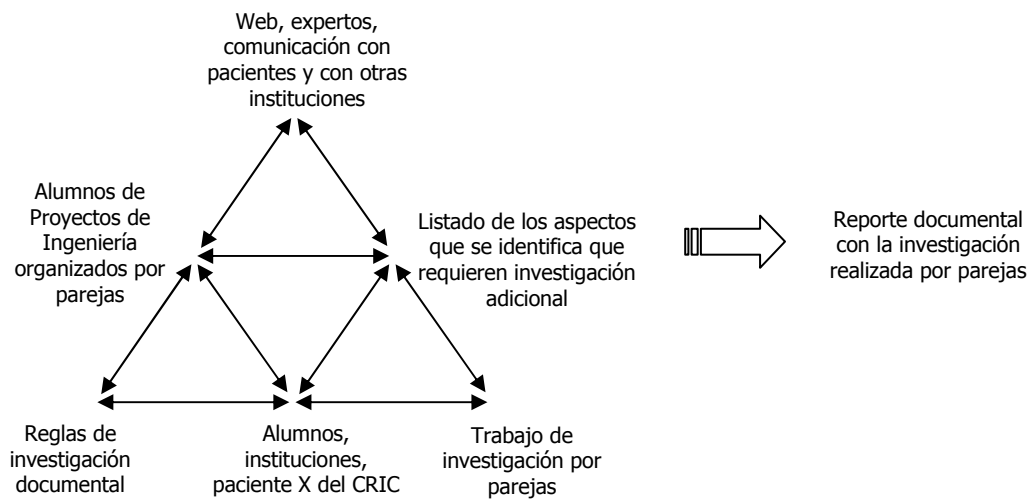 Web, expertos,
comunicación con
pacientes y con otras
instituciones
Alumnos de
Proyectos de
Ingeniería
organizados por
parejas
Listado de los aspectos
que se identifica que
requieren investigación
adicional
Reporte documental
con la investigación
realizada por parejas
Reglas de
investigación
documental
Alumnos,
instituciones,
paciente X del CRIC
Trabajo de
investigación por
parejas